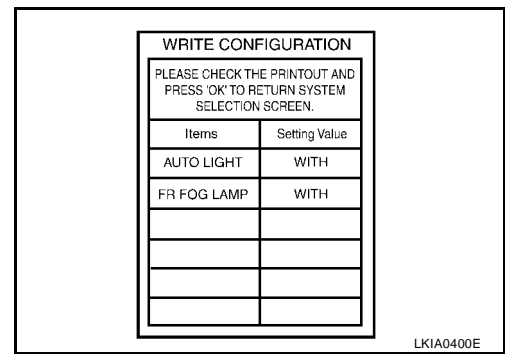 WRITE CONFIGURATION
PLEASE CHECK THE PRINTOUT AND
PRESS 'OK' TO RETURN SYSTEM
SELECTION SCREEN.
Items Setting Value
AUTO LIGHT WITH
FR FOG LAMP WITH
LKIA0400E